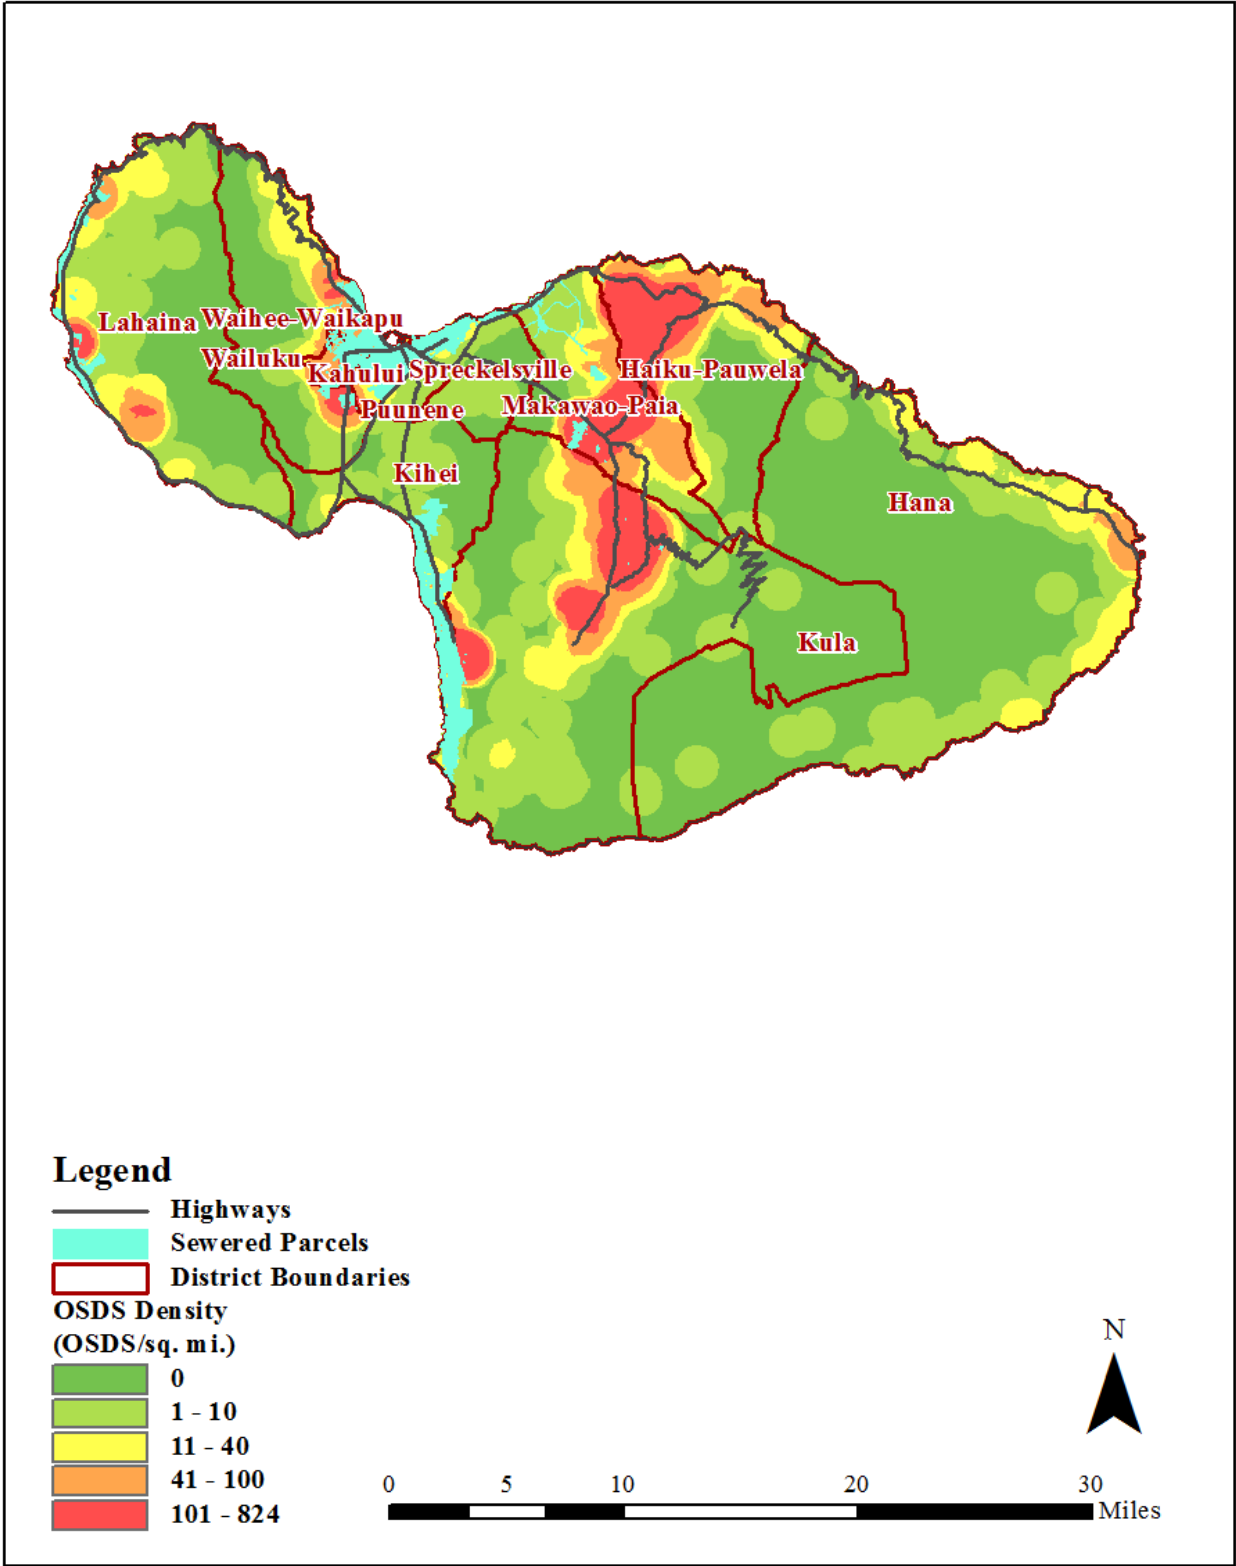 Lahaina
Waihee-Waikapu
Wailuku
Kahului
Spreckelsville
Haiku-Pauwela
Puunene
Makawao-Paia
Kihei
Hana
Kula
Legend
Highways
Sewered Parcels
District Boundaries
OSDS Density
(OSDS/sq. mi.)
0
1 - 10
11 - 40
41 - 100
101 - 824
N
0 5 10 20 30
Miles